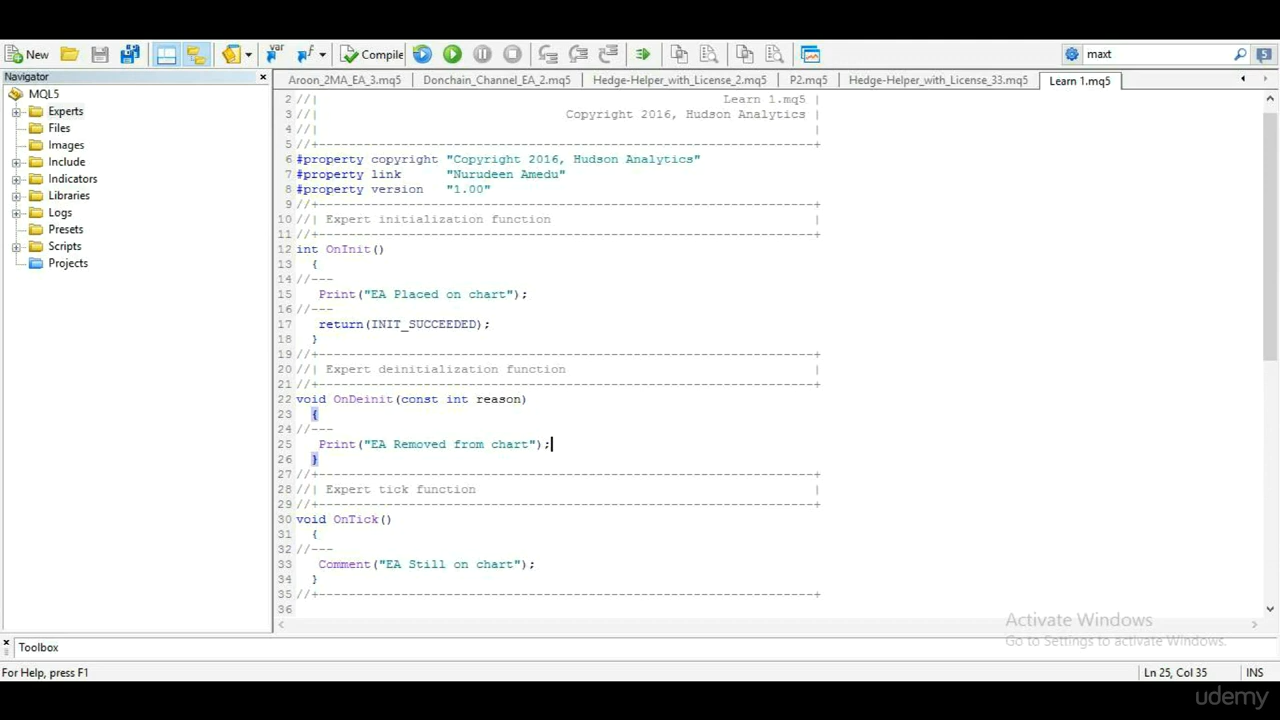 New
Compile
maxt
5
Navigator
Aroon_2MA_EA_3.mq5
Donchain_Channel_EA_2.mq5
Hedge-Helper_with_License_2.mq5
P2.mq5
Hedge-Helper_with_License_33.mq5
Learn 1.mq5
MQL5
Experts
Files
Images
Include
Indicators
Libraries
Logs
Presets
Scripts
Projects
2 //| Learn 1.mq5 |
3 //| Copyright 2016, Hudson Analytics |
4 //| |
5 //+------------------------------------------------------------------+
6 #property copyright "Copyright 2016, Hudson Analytics"
7 #property link "Nurudeen Amedu"
8 #property version "1.00"
9 //+------------------------------------------------------------------+
10 //| Expert initialization function |
11 //+------------------------------------------------------------------+
12 int OnInit()
13 {
14 //---
15 Print("EA Placed on chart");
16 //---
17 return(INIT_SUCCEEDED);
18 }
19 //+------------------------------------------------------------------+
20 //| Expert deinitialization function |
21 //+------------------------------------------------------------------+
22 void OnDeinit(const int reason)
23 {
24 //---
25 Print("EA Removed from chart");
26 }
27 //+------------------------------------------------------------------+
28 //| Expert tick function |
29 //+------------------------------------------------------------------+
30 void OnTick()
31 {
32 //---
33 Comment("EA Still on chart");
34 }
35 //+------------------------------------------------------------------+
36
Activate Windows
Go to Settings to activate Windows.
Toolbox
For Help, press F1
Ln 25, Col 35
INS
udemy